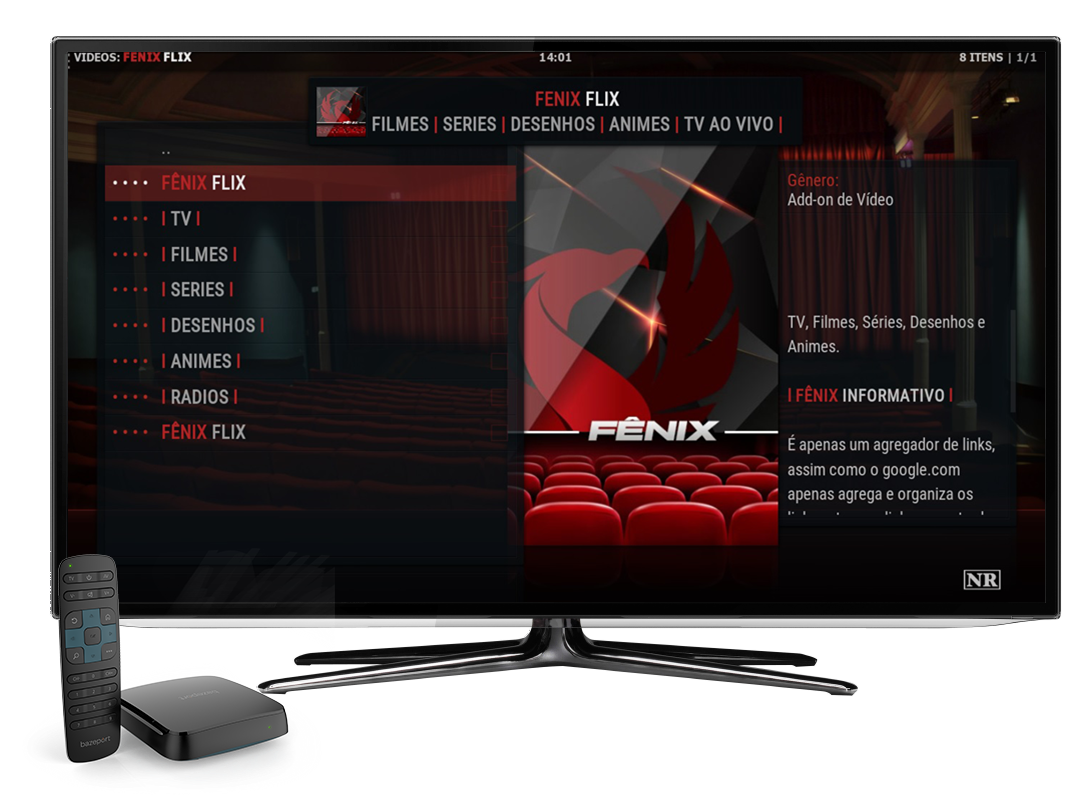 VIDEOS: FENIX FLIX
14:01
8 ITENS | 1/1
FENIX FLIX
FILMES | SERIES | DESENHOS | ANIMES | TV AO VIVO |
..
FÊNIX FLIX
| TV |
| FILMES |
| SERIES |
| DESENHOS |
| ANIMES |
| RADIOS |
FÊNIX FLIX
FÊNIX
Gênero:
Add-on de Vídeo
TV, Filmes, Séries, Desenhos e
Animes.
| FÊNIX INFORMATIVO |
É apenas um agregador de links,
assim como o google.com
apenas agrega e organiza os
NR
bazeport